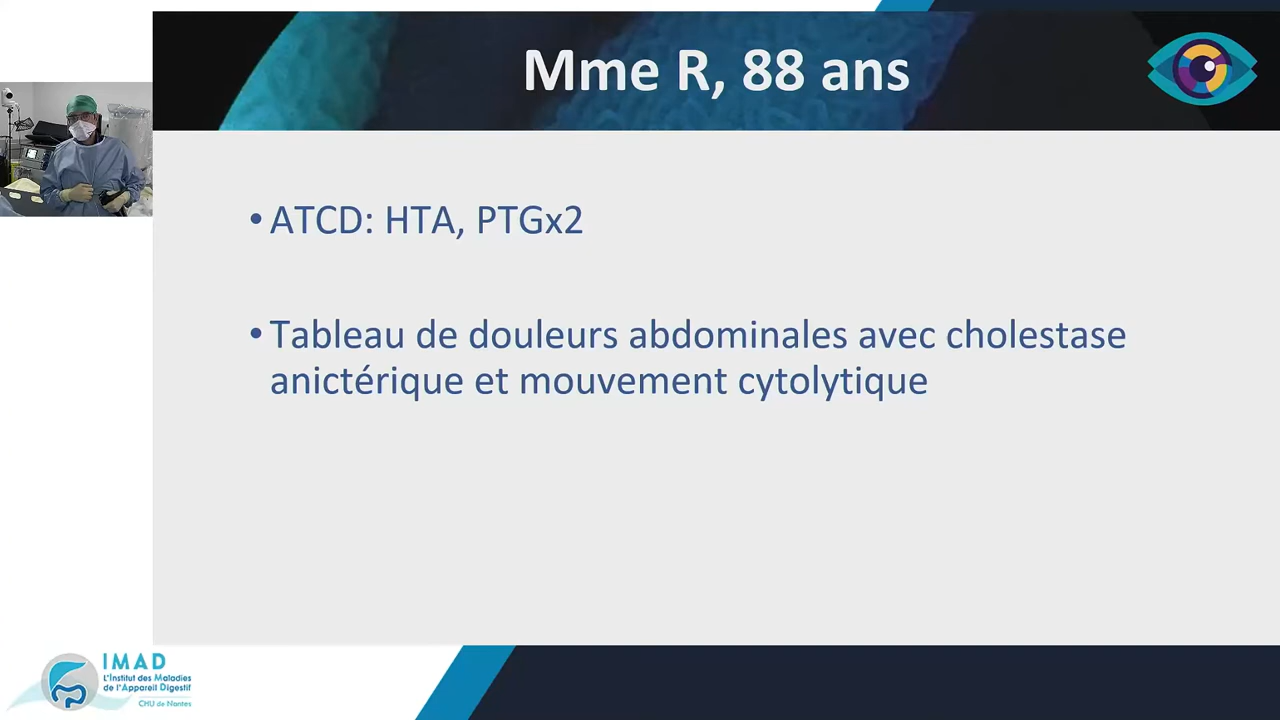 Mme R, 88 ans
•ATCD: HTA, PTGx2
•Tableau de douleurs abdominales avec cholestase
anictérique et mouvement cytolytique
IMAD
L'Institut des Maladies
de l'Appareil Digestif
CHU de Nantes